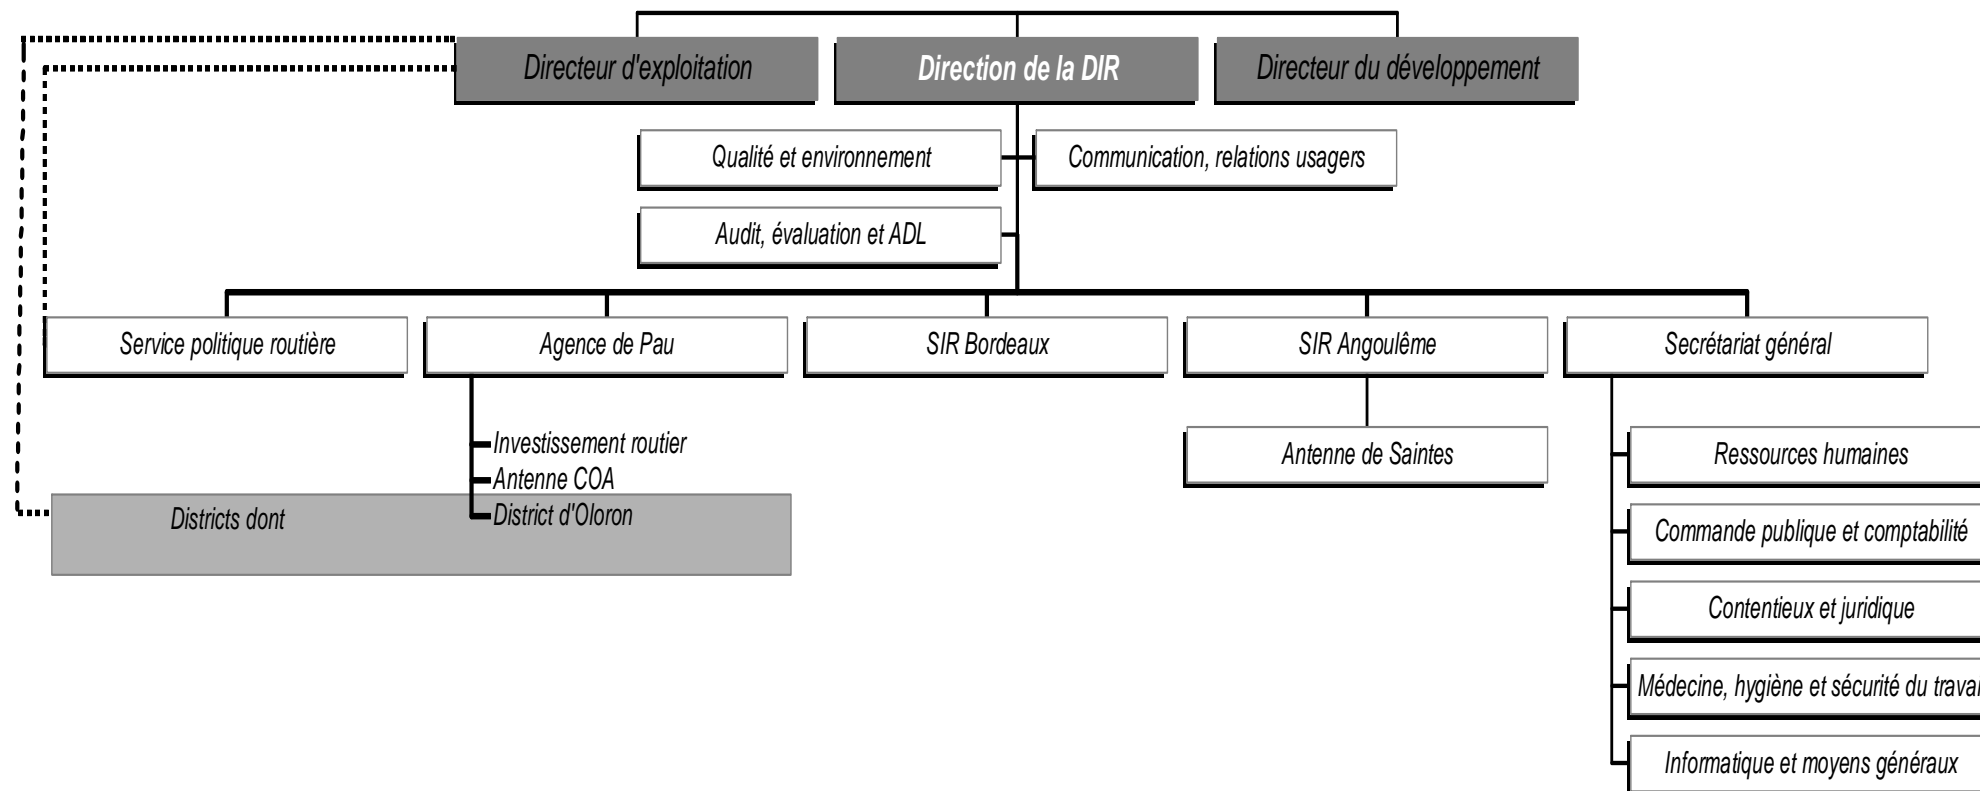 Directeur d'exploitation
Direction de la DIR
Directeur du développement
Qualité et environnement
Communication, relations usagers
Audit, évaluation et ADL
Service politique routière
Agence de Pau
SIR Bordeaux
SIR Angoulême
Secrétariat général
Investissement routier
Antenne COA
Districts dont
District d'Oloron
Antenne de Saintes
Ressources humaines
Commande publique et comptabilité
Contentieux et juridique
Médecine, hygiène et sécurité du travai
Informatique et moyens généraux